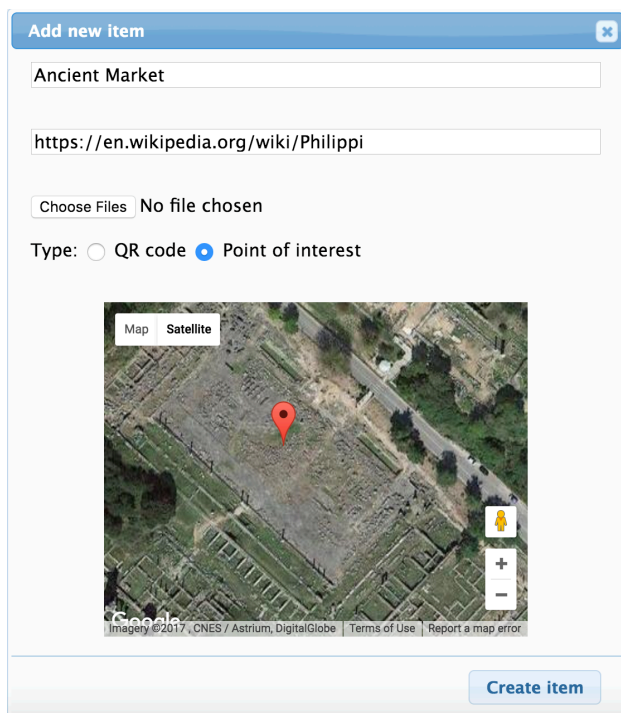 Add new item
Ancient Market
https://en.wikipedia.org/wiki/Philippi
Choose Files No file chosen
Type: QR code Point of interest
Map Satellite
Google
Imagery ©2017 , CNES / Astrium, DigitalGlobe Terms of Use Report a map error
Create item